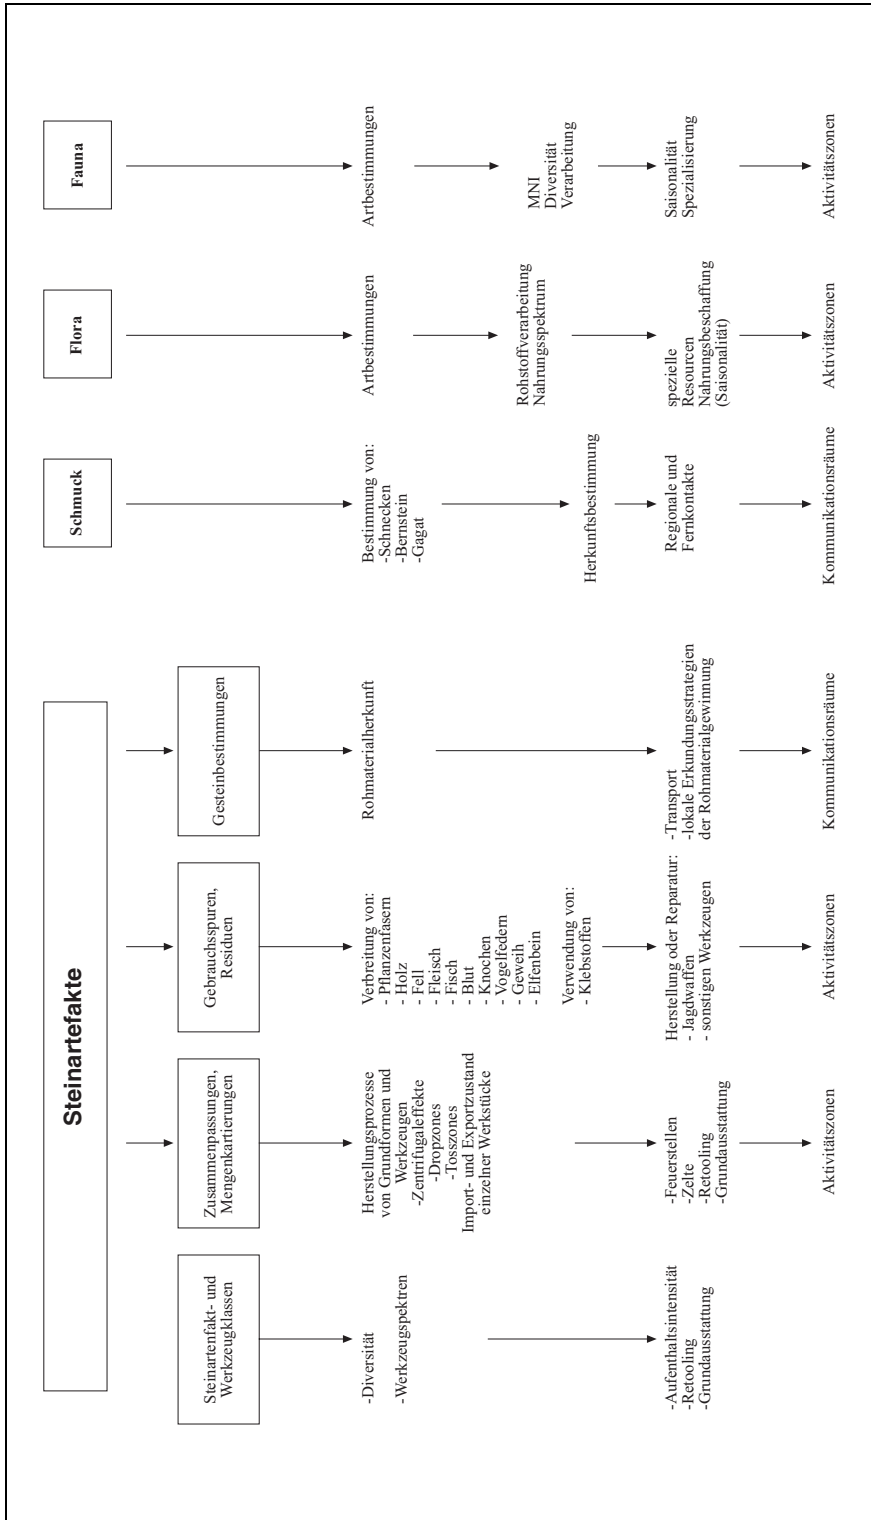 Steinartefakte
Steinartenfakt- und
Werkzeugklassen
-Diversität
-Werkzeugspektren
-Aufenthaltsintensität
-Retooling
-Grundausstattung
Zusammenpassungen,
Mengenkartierungen
Herstellungsprozesse
von Grundformen und
Werkzeugen
-Zentrifugaleffekte
-Dropzones
-Tosszones
Import- und Exportzustand
einzelner Werkstücke
-Feuerstellen
-Zelte
-Retooling
-Grundausstattung
Aktivitätszonen
Gebrauchsspuren,
Residuen
Verbreitung von:
- Pflanzenfasern
- Holz
- Fell
- Fleisch
- Fisch
- Blut
- Knochen
- Vogelfedern
- Geweih
- Elfenbein
Verwendung von:
- Klebstoffen
Herstellung oder Reparatur:
- Jagdwaffen
- sonstigen Werkzeugen
Aktivitätszonen
Gesteinbestimmungen
Rohmaterialherkunft
-Transport
-lokale Erkundungsstrategien
der Rohmaterialgewinnung
Kommunikationsräume
Schmuck
Bestimmung von:
-Schnecken
-Bernstein
-Gagat
Herkunftsbestimmung
Regionale und
Fernkontakte
Kommunikationsräume
Flora
Artbestimmungen
Rohstoffverarbeitung
Nahrungsspektrum
spezielle
Resourcen
Nahrungsbeschaffung
(Saisonalität)
Aktivitätszonen
Fauna
Artbestimmungen
MNI
Diversität
Verarbeitung
Saisonalität
Spezialisierung
Aktivitätszonen